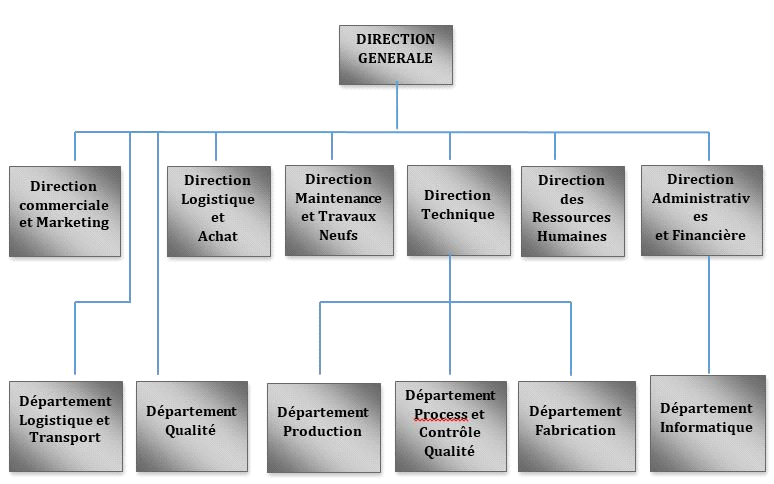 DIRECTION
GENERALE
Direction
commerciale
et Marketing
Direction
Logistique
et
Achat
Direction
Maintenance
et Travaux
Neufs
Direction
Technique
Direction
des
Ressources
Humaines
Direction
Administrativ
es
et Financière
Département
Logistique et
Transport
Département
Qualité
Département
Production
Département
Process et
Contrôle
Qualité
Département
Fabrication
Département
Informatique